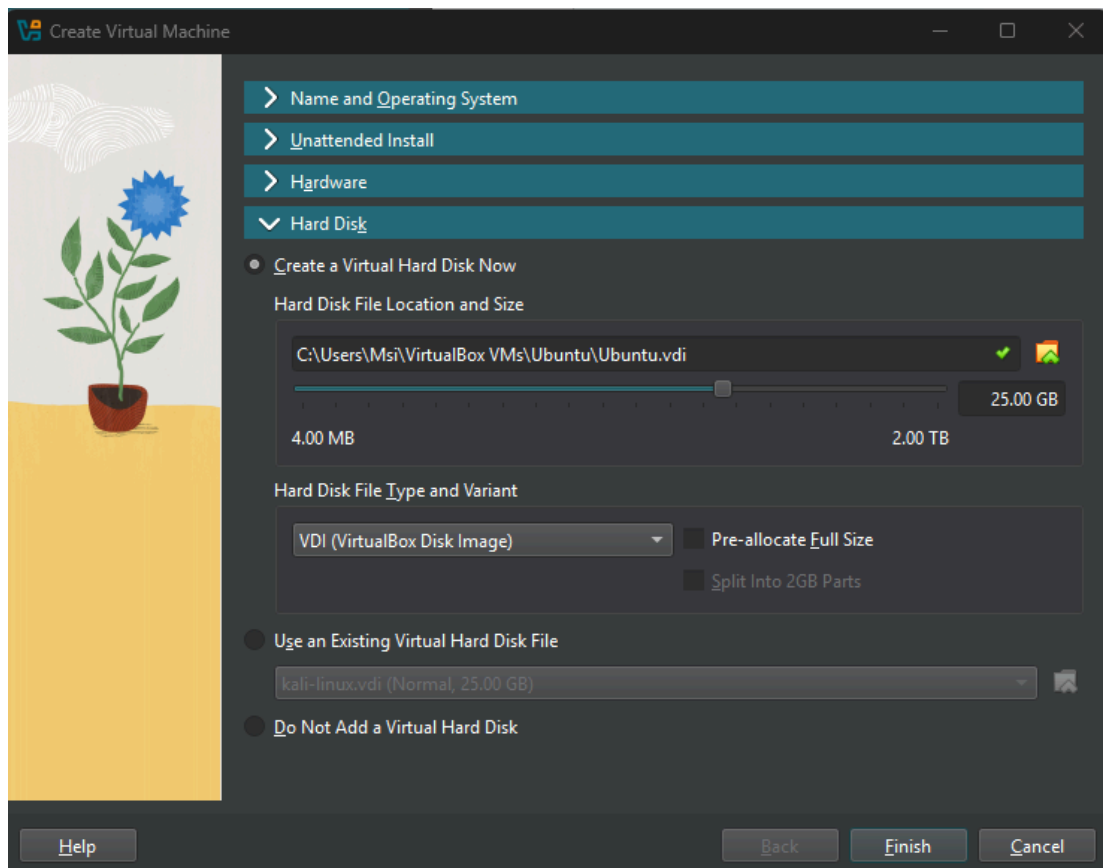 Create Virtual Machine
Name and Operating System
Unattended Install
Hardware
Hard Disk
Create a Virtual Hard Disk Now
Hard Disk File Location and Size
C:\Users\Msi\VirtualBox VMs\Ubuntu\Ubuntu.vdi
25.00 GB
4.00 MB 2.00 TB
Hard Disk File Type and Variant
VDI (VirtualBox Disk Image) Pre-allocate Full Size
Split Into 2GB Parts
Use an Existing Virtual Hard Disk File
kali-linux.vdi (Normal, 25.00 GB)
Do Not Add a Virtual Hard Disk
Help Back Finish Cancel